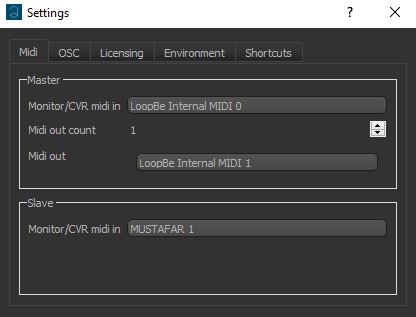 Settings
?
Midi OSC Licensing Environment Shortcuts
Master
Monitor/CVR midi in LoopBe Internal MIDI 0
Midi out count 1
Midi out LoopBe Internal MIDI 1
Slave
Monitor/CVR midi in MUSTAFAR 1